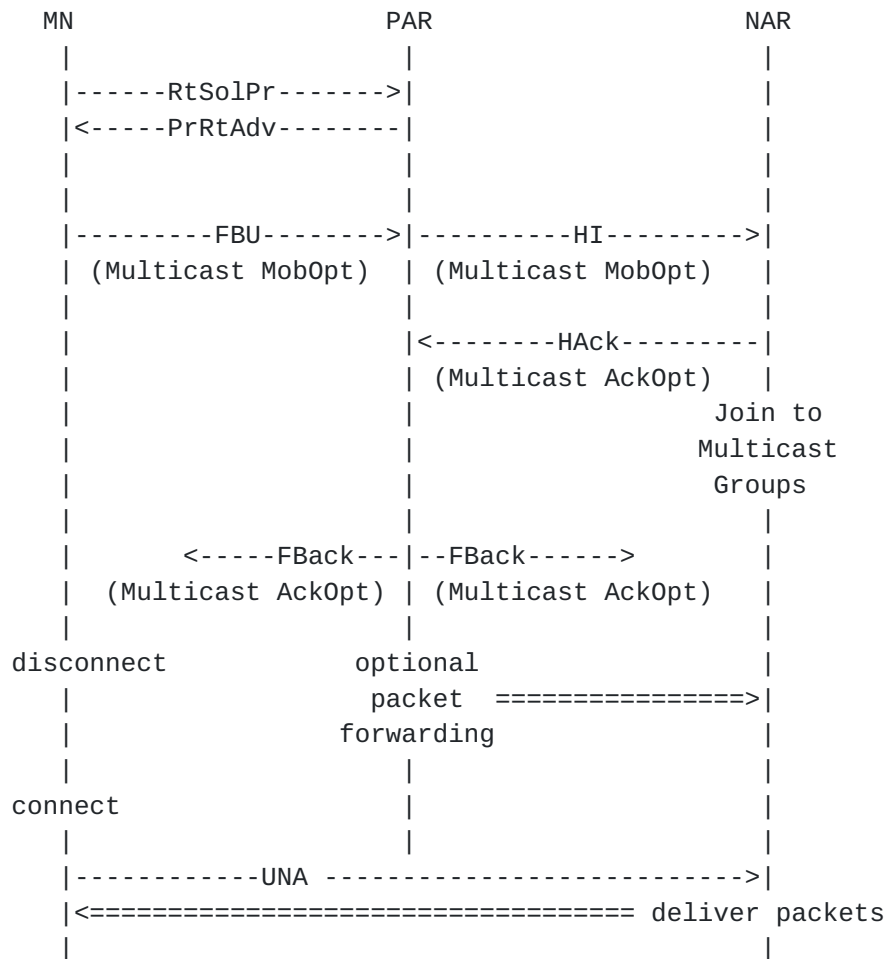 MN PAR NAR
------RtSolPr------->
<-----PrRtAdv--------
---------FBU--------> ----------HI--------->
(Multicast MobOpt) (Multicast MobOpt)
<--------HAck---------
(Multicast AckOpt)
Join to
Multicast
Groups
<-----FBack--- --FBack------>
(Multicast AckOpt) (Multicast AckOpt)
disconnect optional
packet ================>
forwarding
connect
------------UNA --------------------------->
<=================================== deliver packets